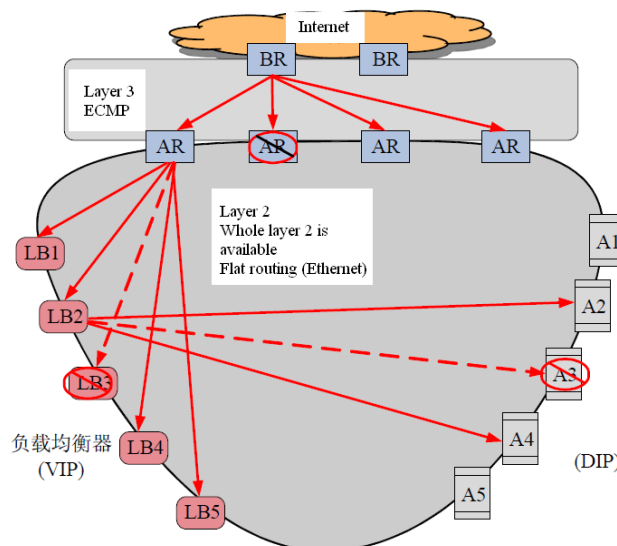 Internet
BR
BR
Layer 3
ECMP
AR
AR
AR
AR
Layer 2
Whole layer 2 is
available
Flat routing (Ethernet)
LB1
LB2
LB3
LB4
LB5
负载均衡器
(VIP)
A1
A2
A3
A4
A5
(DIP)